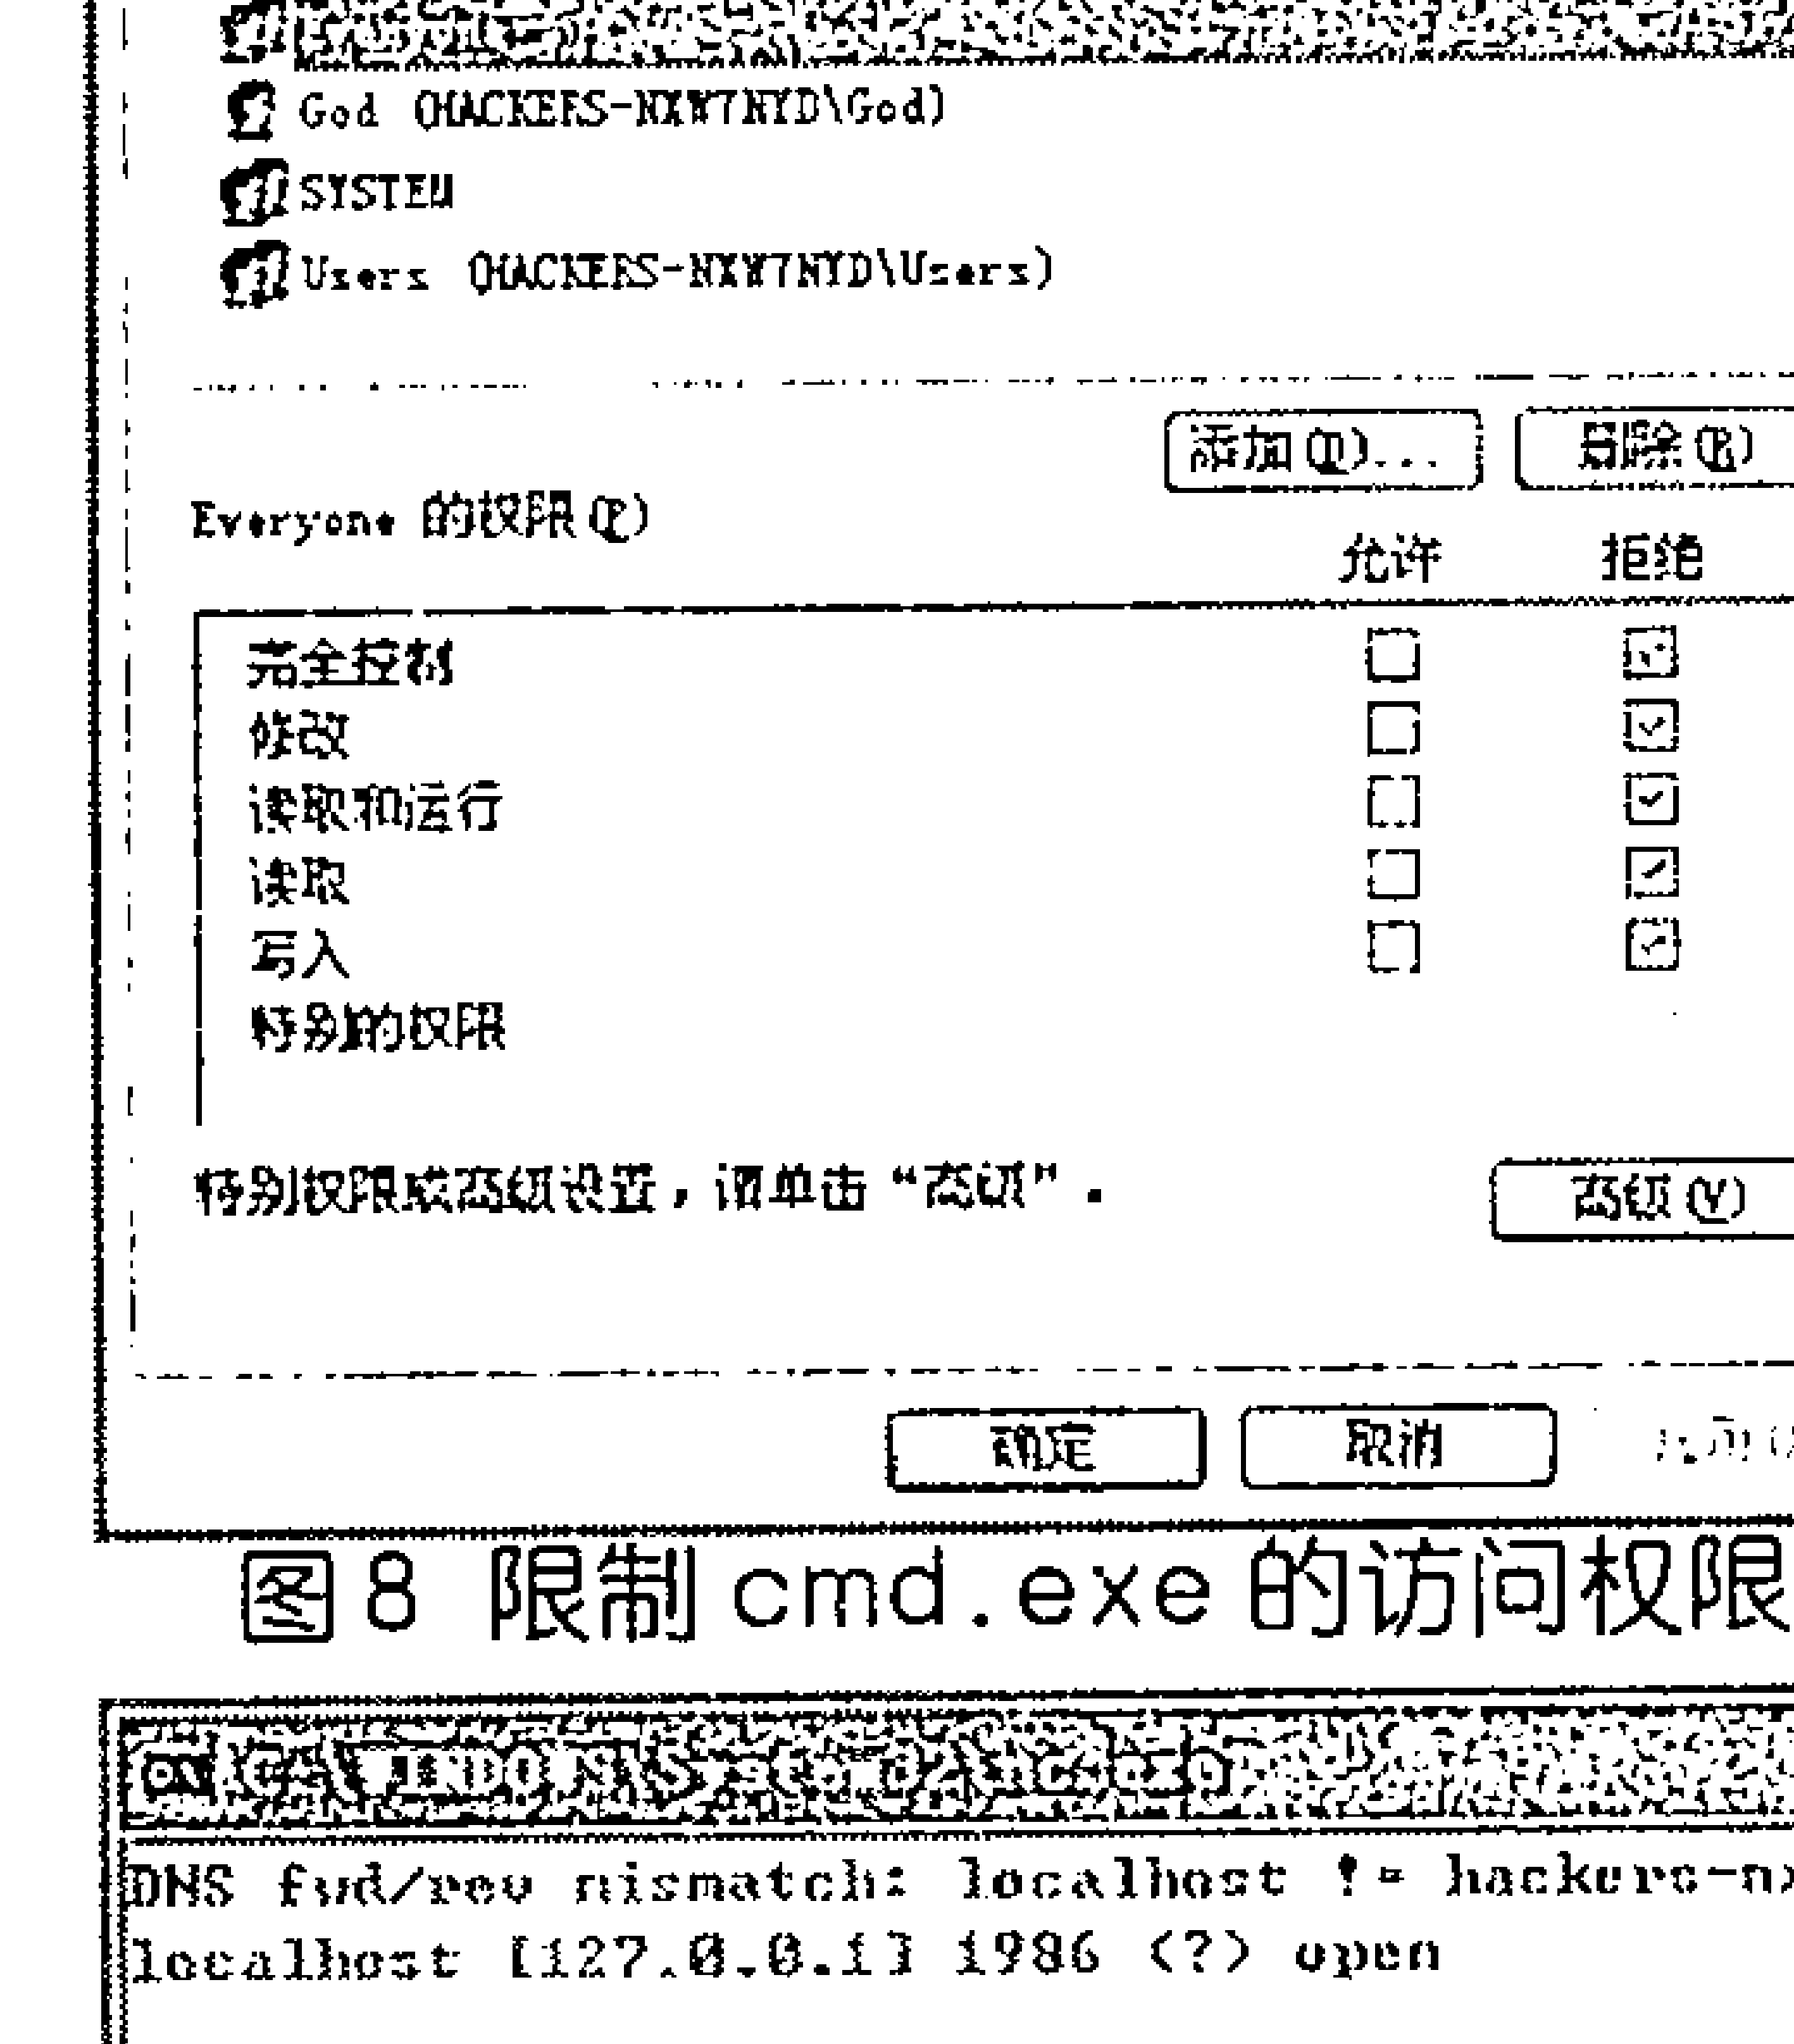 God (HACKERS-NXW7NYD\God)
SYSTEM
Users (HACKERS-NXW7NYD\Users)
添加(D)... 删除(R)
Everyone 的权限(P)
允许 拒绝
完全控制
修改
读取和运行
读取
写入
特别的权限
特别权限或高级设置，请单击“高级”。 高级(V)
确定 取消
图8 限制cmd.exe的访问权限
DNS fwd/rev mismatch: localhost != hackers-nx
localhost [127.0.0.1] 1986 (?) open